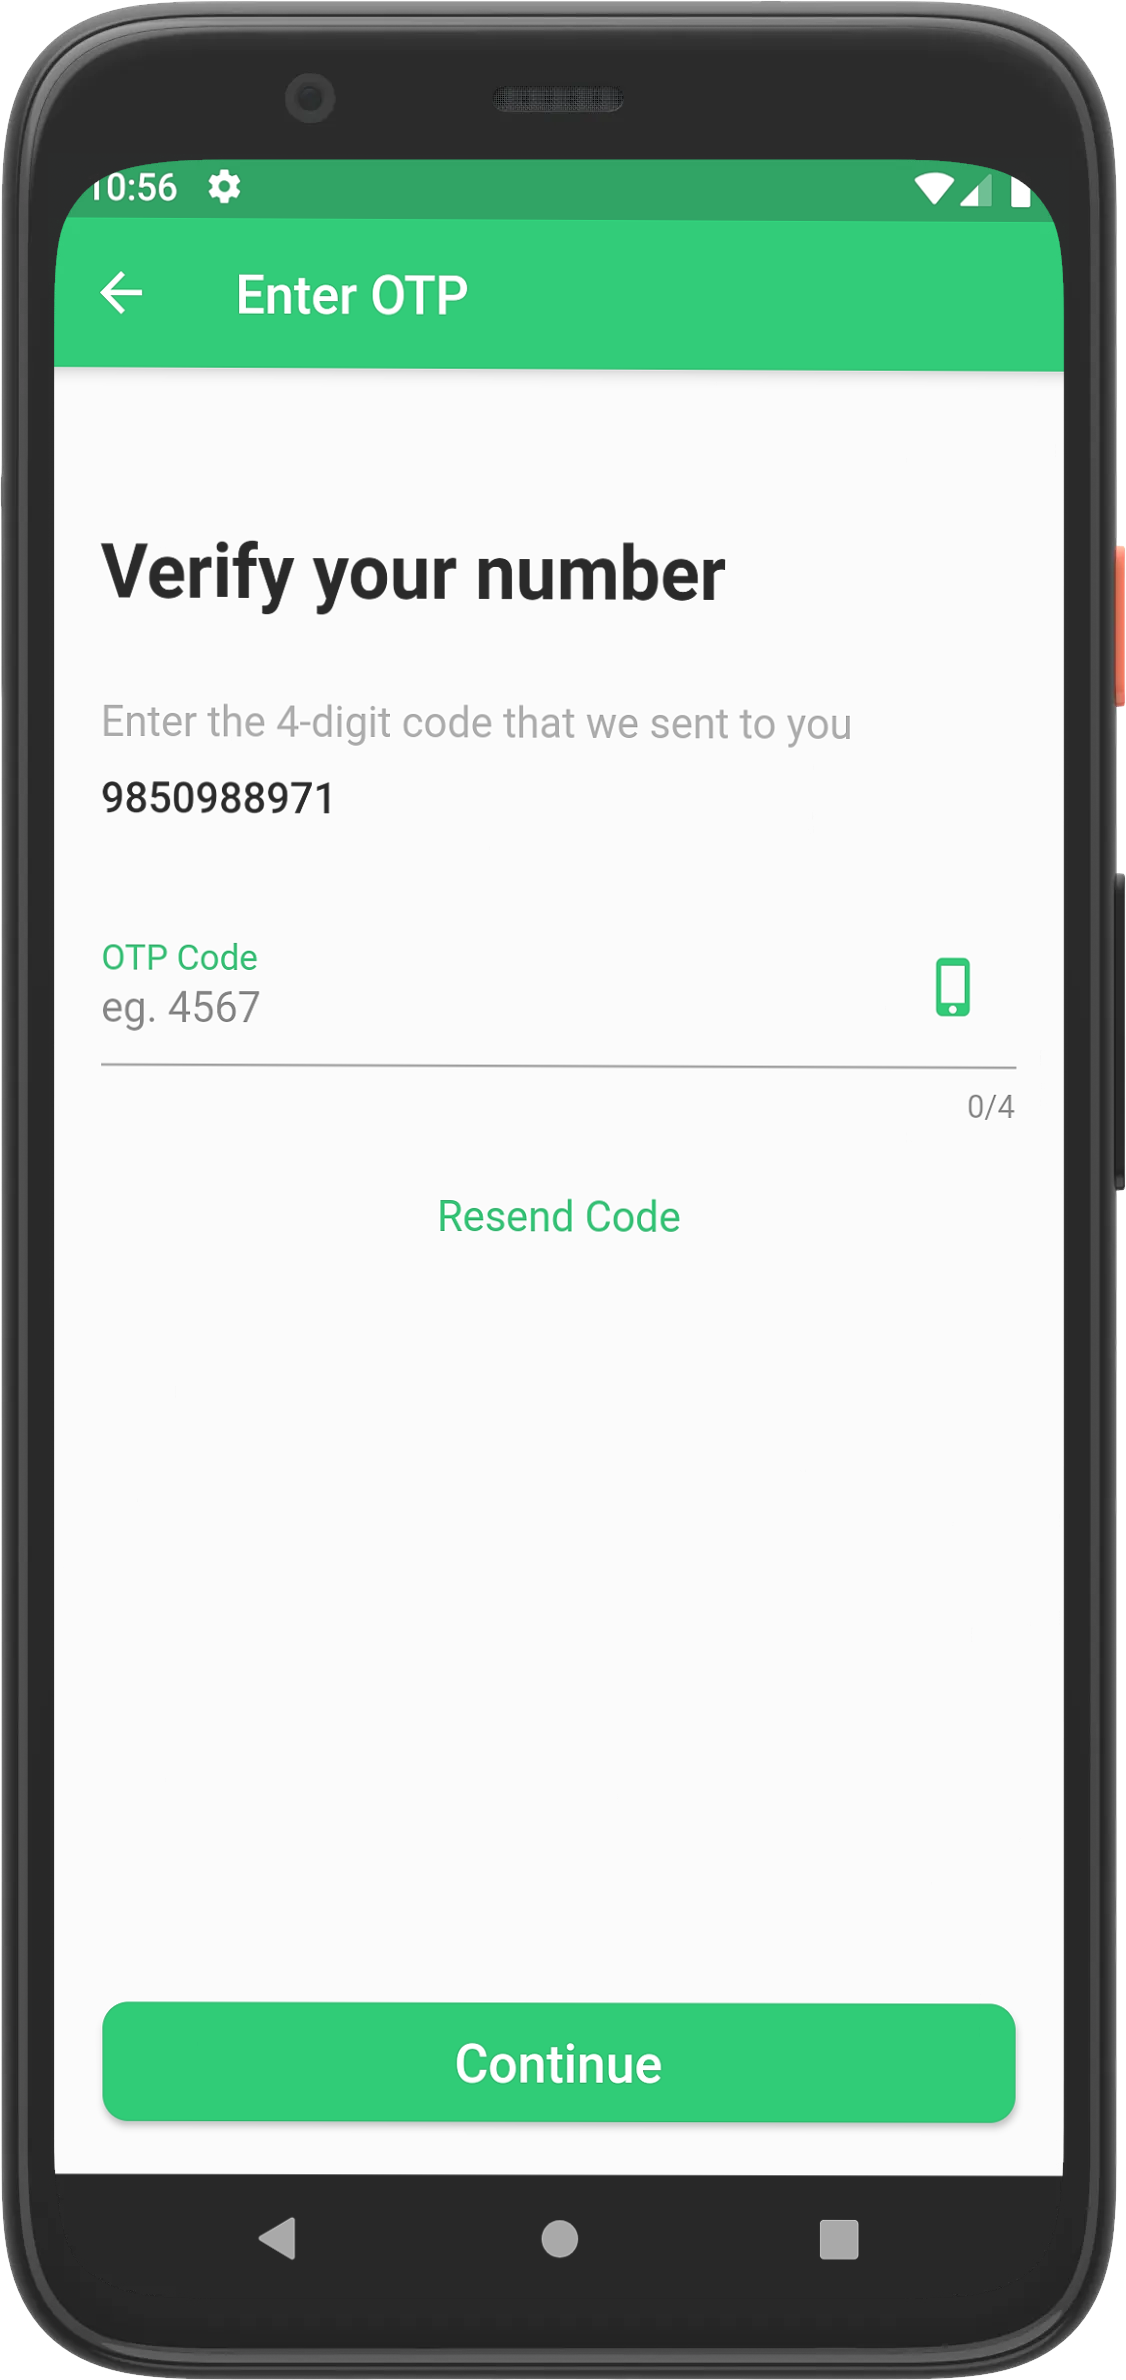 10:56
Enter OTP
Verify your number
Enter the 4-digit code that we sent to you
9850988971
OTP Code
eg. 4567
0/4
Resend Code
Continue